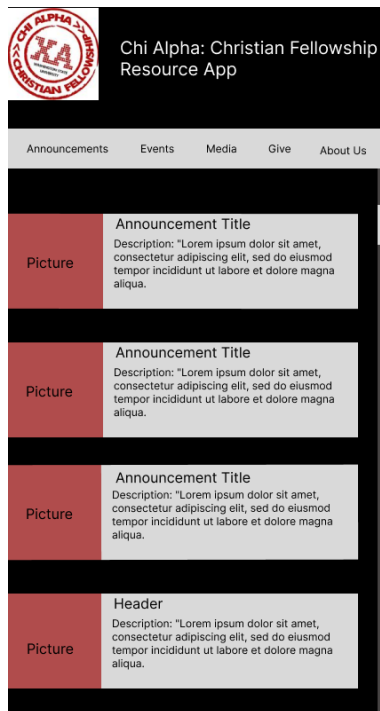 CHI ALPHA
CHRISTIAN FELLOWSHIP
XA
Chi Alpha: Christian Fellowship
Resource App
Announcements Events Media Give About Us
Picture
Announcement Title
Description: "Lorem ipsum dolor sit amet,
consectetur adipiscing elit, sed do eiusmod
tempor incididunt ut labore et dolore magna
aliqua.
Picture
Announcement Title
Description: "Lorem ipsum dolor sit amet,
consectetur adipiscing elit, sed do eiusmod
tempor incididunt ut labore et dolore magna
aliqua.
Picture
Announcement Title
Description: "Lorem ipsum dolor sit amet,
consectetur adipiscing elit, sed do eiusmod
tempor incididunt ut labore et dolore magna
aliqua.
Picture
Header
Description: "Lorem ipsum dolor sit amet,
consectetur adipiscing elit, sed do eiusmod
tempor incididunt ut labore et dolore magna
aliqua.